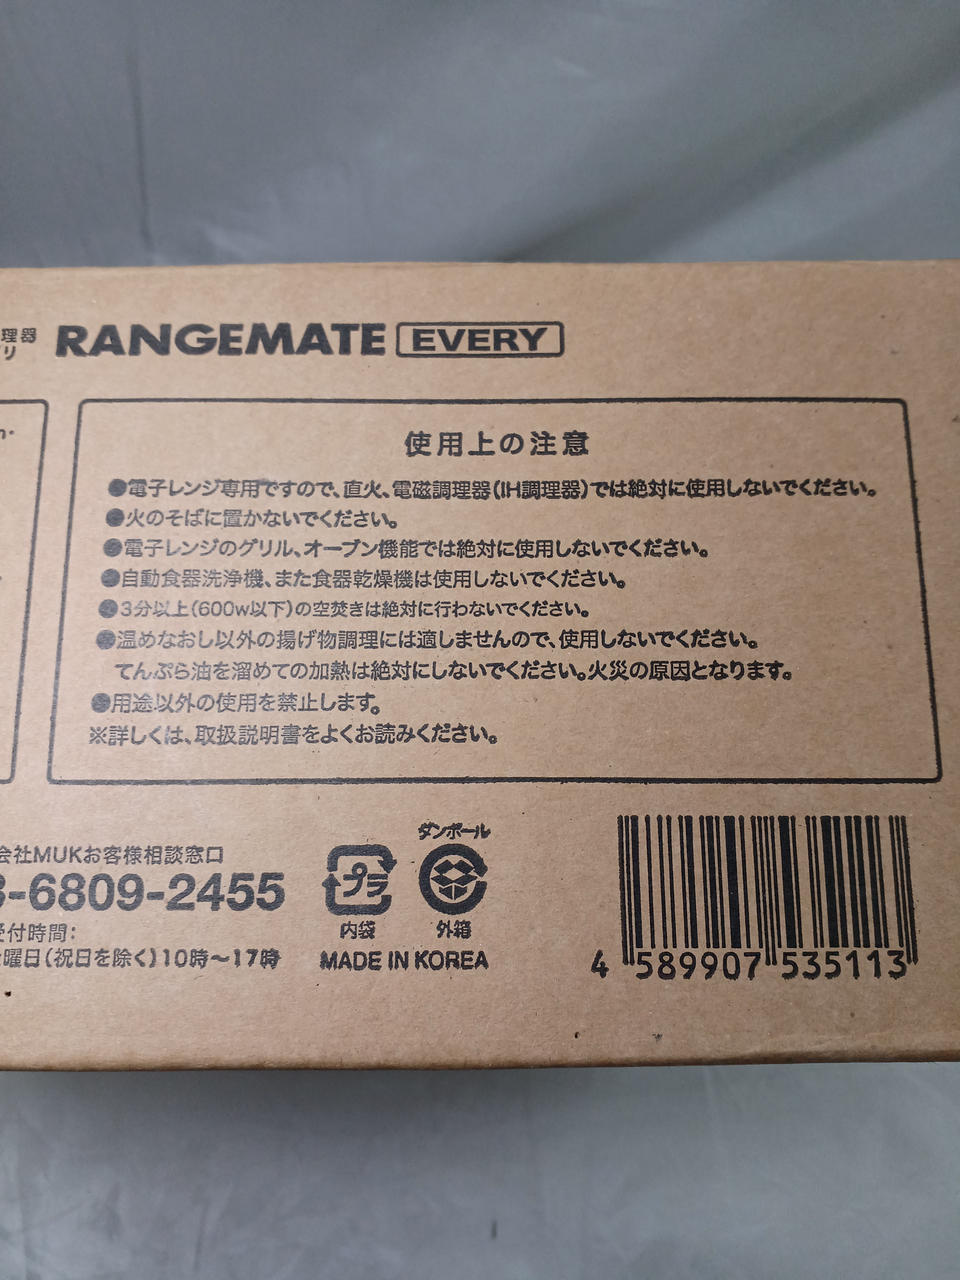 理器
リ
RANGEMATE EVERY
使用上の注意
●電子レンジ専用ですので、直火、電磁調理器(IH調理器)では絶対に使用しないでください。
●火のそばに置かないでください。
●電子レンジのグリル、オーブン機能では絶対に使用しないでください。
●自動食器洗浄機、また食器乾燥機は使用しないでください。
●3分以上(600w以下)の空焚きは絶対に行わないでください。
●温めなおし以外の揚げ物調理には適しませんので、使用しないでください。
てんぷら油を溜めての加熱は絶対にしないでください。火災の原因となります。
●用途以外の使用を禁止します。
※詳しくは、取扱説明書をよくお読みください。
会社MUKお客様相談窓口
3-6809-2455
受付時間:
曜日(祝日を除く)10時〜17時
プラ
内袋
ダンボール
外箱
MADE IN KOREA
4 589907 535113